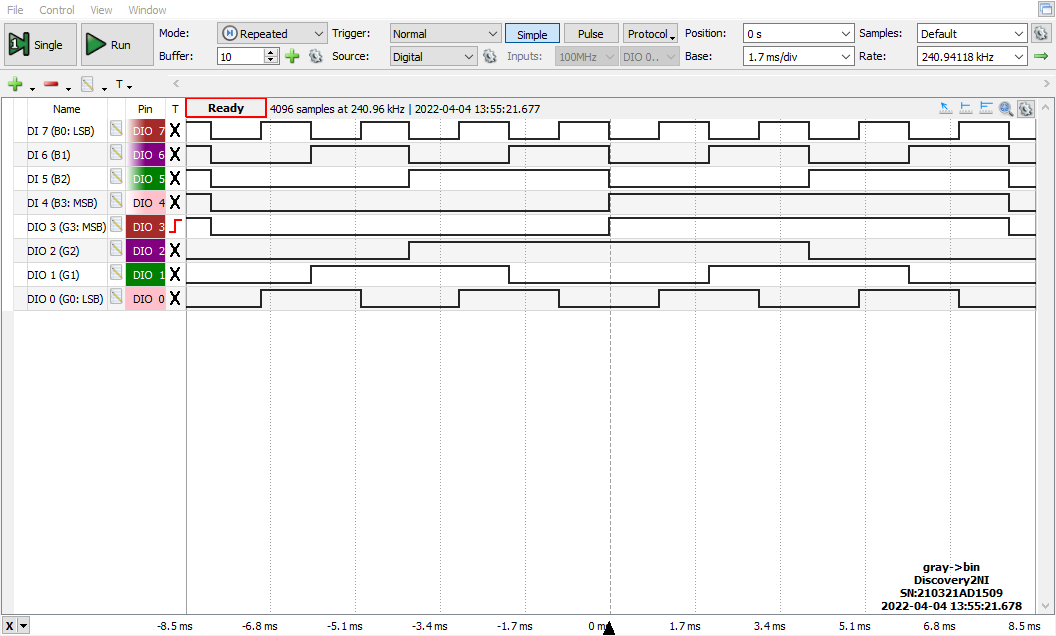 File Control View Window
Single Run Mode: Repeated Trigger: Normal Simple Pulse Protocol Position: 0 s Samples: Default
Buffer: 10 Source: Digital Inputs: 100MHz DIO 0.. Base: 1.7 ms/div Rate: 240.94118 kHz
T
Name Pin T Ready 4096 samples at 240.96 kHz | 2022-04-04 13:55:21.677
DI 7 (B0: LSB) DIO 7 X
DI 6 (B1) DIO 6 X
DI 5 (B2) DIO 5 X
DI 4 (B3: MSB) DIO 4 X
DIO 3 (G3: MSB) DIO 3
DIO 2 (G2) DIO 2 X
DIO 1 (G1) DIO 1 X
DIO 0 (G0: LSB) DIO 0 X
gray->bin
Discovery2NI
SN:210321AD1509
2022-04-04 13:55:21.678
X -8.5 ms -6.8 ms -5.1 ms -3.4 ms -1.7 ms 0 ms 1.7 ms 3.4 ms 5.1 ms 6.8 ms 8.5 ms